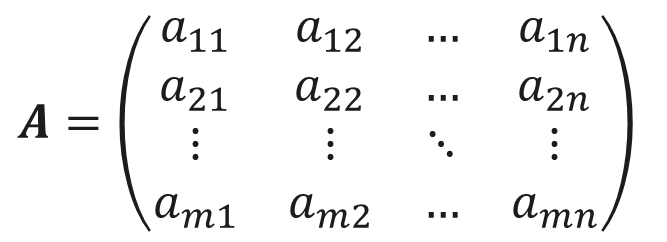 a₁₁ a₁₂ … a₁ₙ
a₂₁ a₂₂ … a₂ₙ
A = ( ⋮ ⋮ ⋱ ⋮ )
aₘ₁ aₘ₂ … aₘₙ